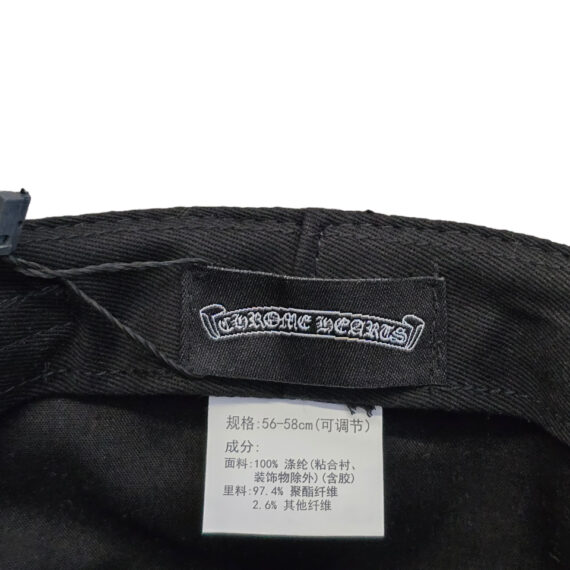 CHROME HEARTS
规格:56-58cm(可调节)
成分:
面料:100% 涤纶(粘合村、
装饰物除外)(含胶)
里料:97.4% 聚酯纤维
2.6% 其他纤维